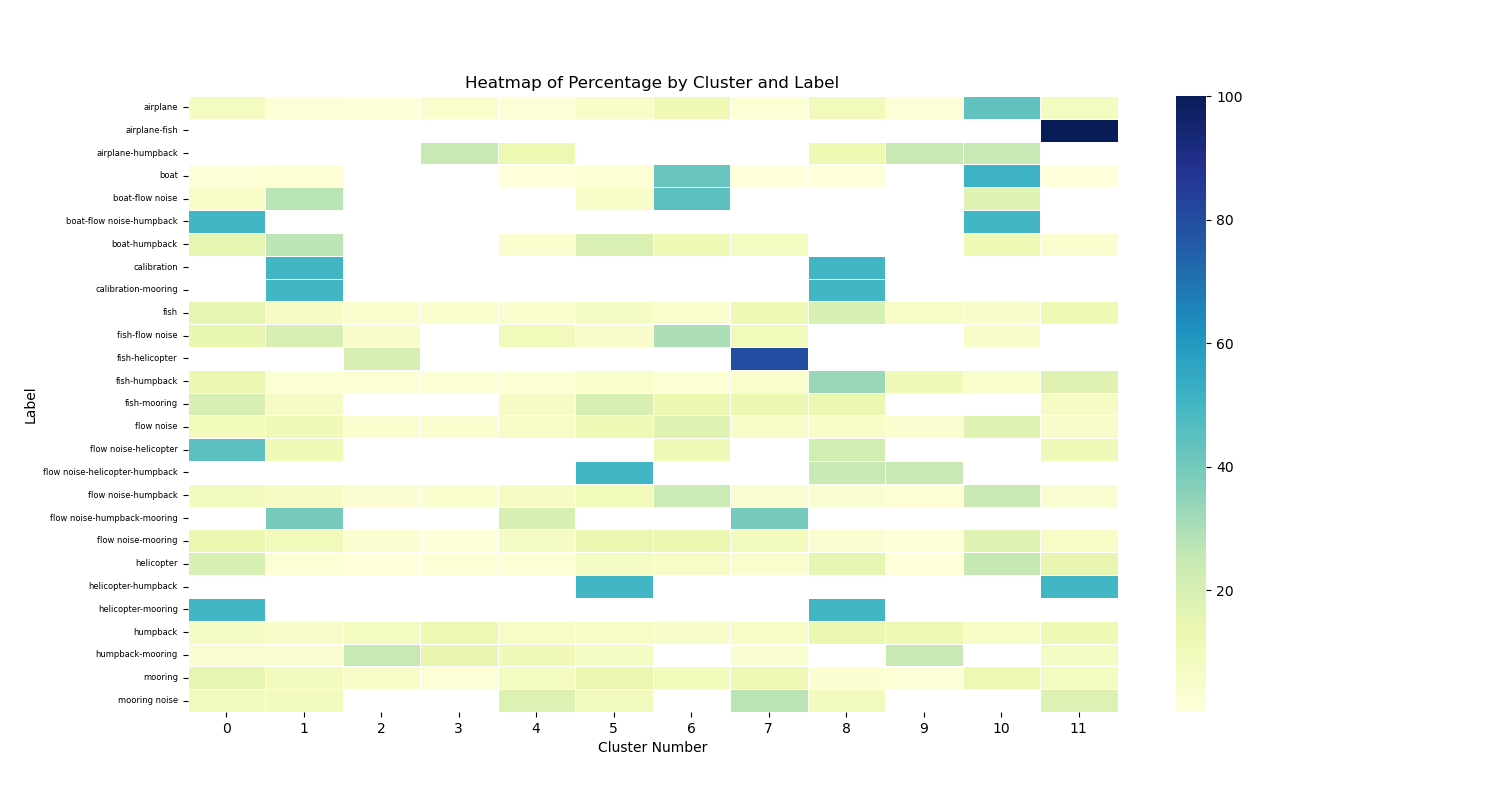 Heatmap of Percentage by Cluster and Label
airplane
airplane-fish
airplane-humpback
boat
boat-flow noise
boat-flow noise-humpback
boat-humpback
calibration
calibration-mooring
fish
fish-flow noise
fish-helicopter
fish-humpback
fish-mooring
flow noise
flow noise-helicopter
flow noise-helicopter-humpback
flow noise-humpback
flow noise-humpback-mooring
flow noise-mooring
helicopter
helicopter-humpback
helicopter-mooring
humpback
humpback-mooring
mooring
mooring noise
Label
0 1 2 3 4 5 6 7 8 9 10 11
Cluster Number
100
80
60
40
20